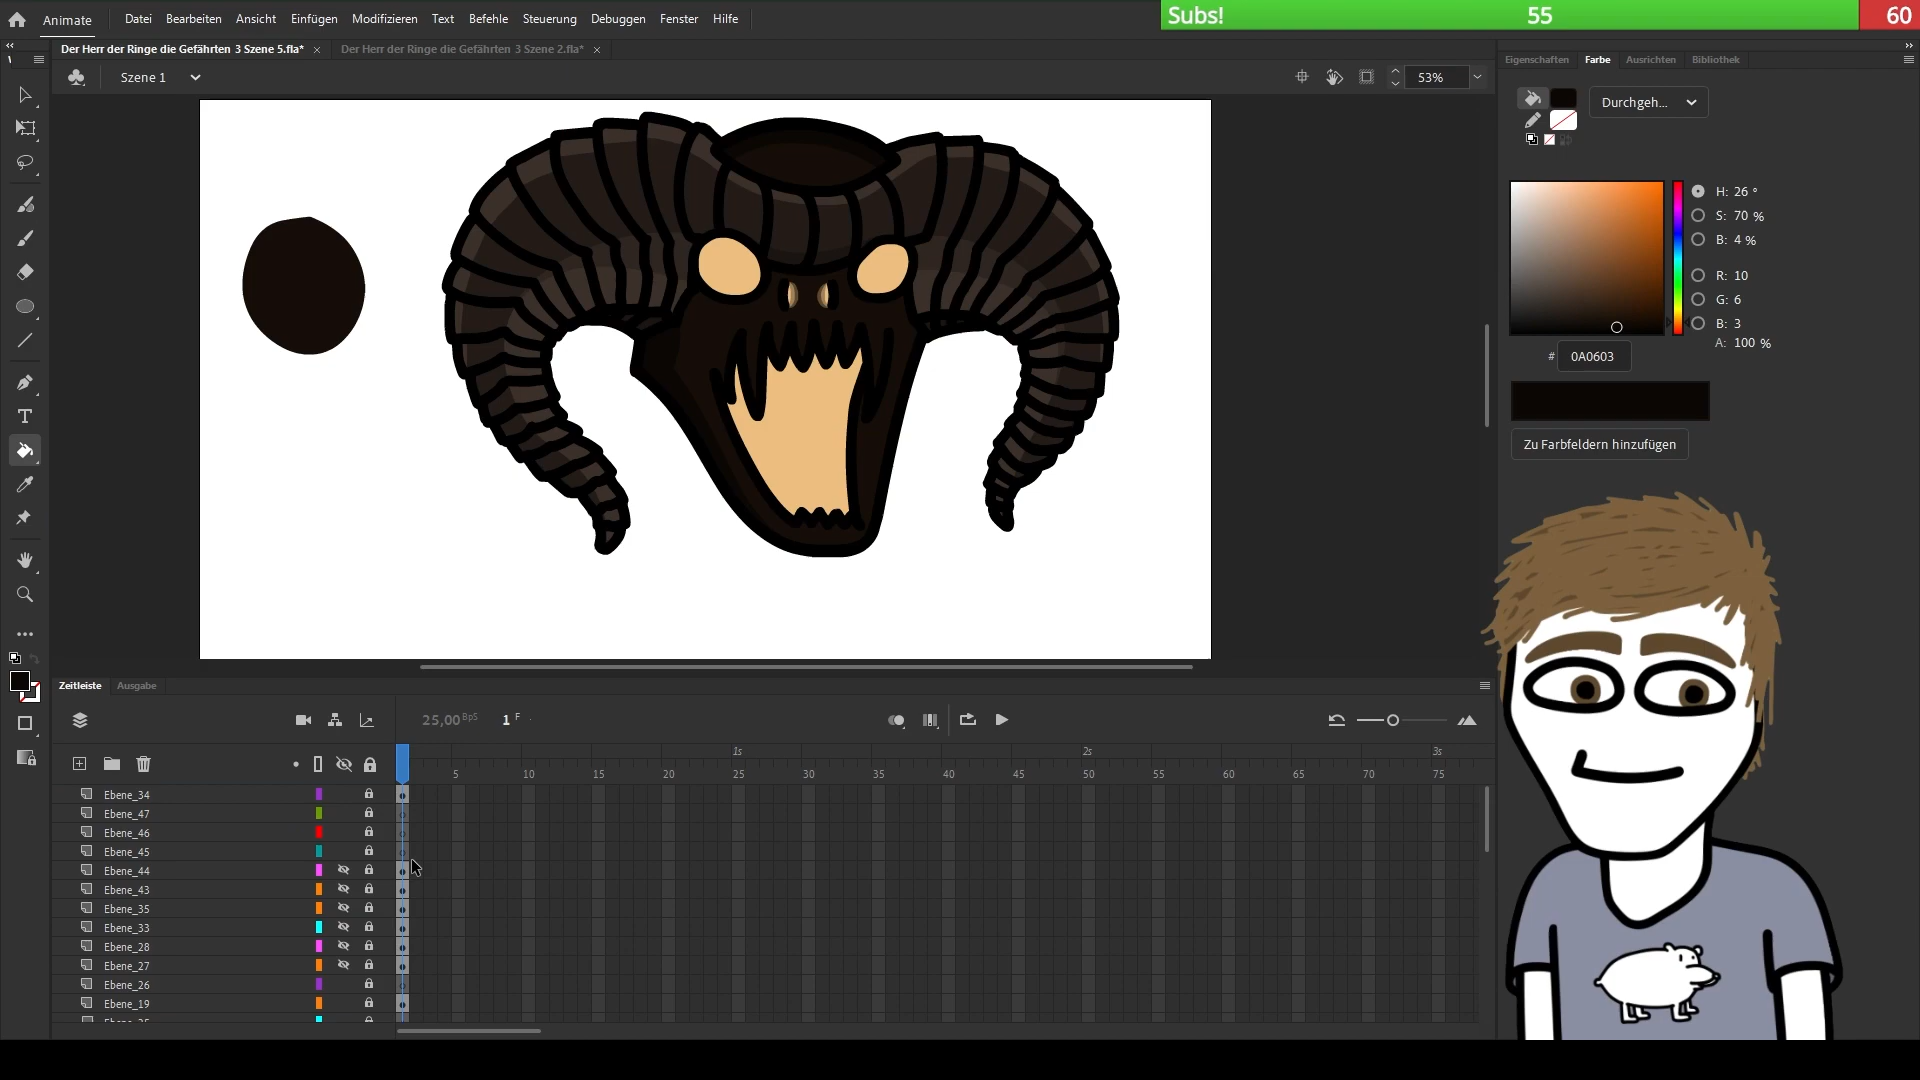 Animate
Datei Bearbeiten Ansicht Einfügen Modifizieren Text Befehle Steuerung Debuggen Fenster Hilfe
Subs! 55 60
Der Herr der Ringe die Gefährten 3 Szene 5.fla* × Der Herr der Ringe die Gefährten 3 Szene 2.fla* ×
Szene 1
53%
Eigenschaften Farbe Ausrichten Bibliothek
Durchgeh...
H: 26 °
S: 70 %
B: 4 %
R: 10
G: 6
B: 3
A: 100 %
# 0A0603
Zu Farbfeldern hinzufügen
Zeitleiste Ausgabe
25,00 BpS 1 F
1s 2s 3s
5 10 15 20 25 30 35 40 45 50 55 60 65 70 75
Ebene_34
Ebene_47
Ebene_46
Ebene_45
Ebene_44
Ebene_43
Ebene_35
Ebene_33
Ebene_28
Ebene_27
Ebene_26
Ebene_19